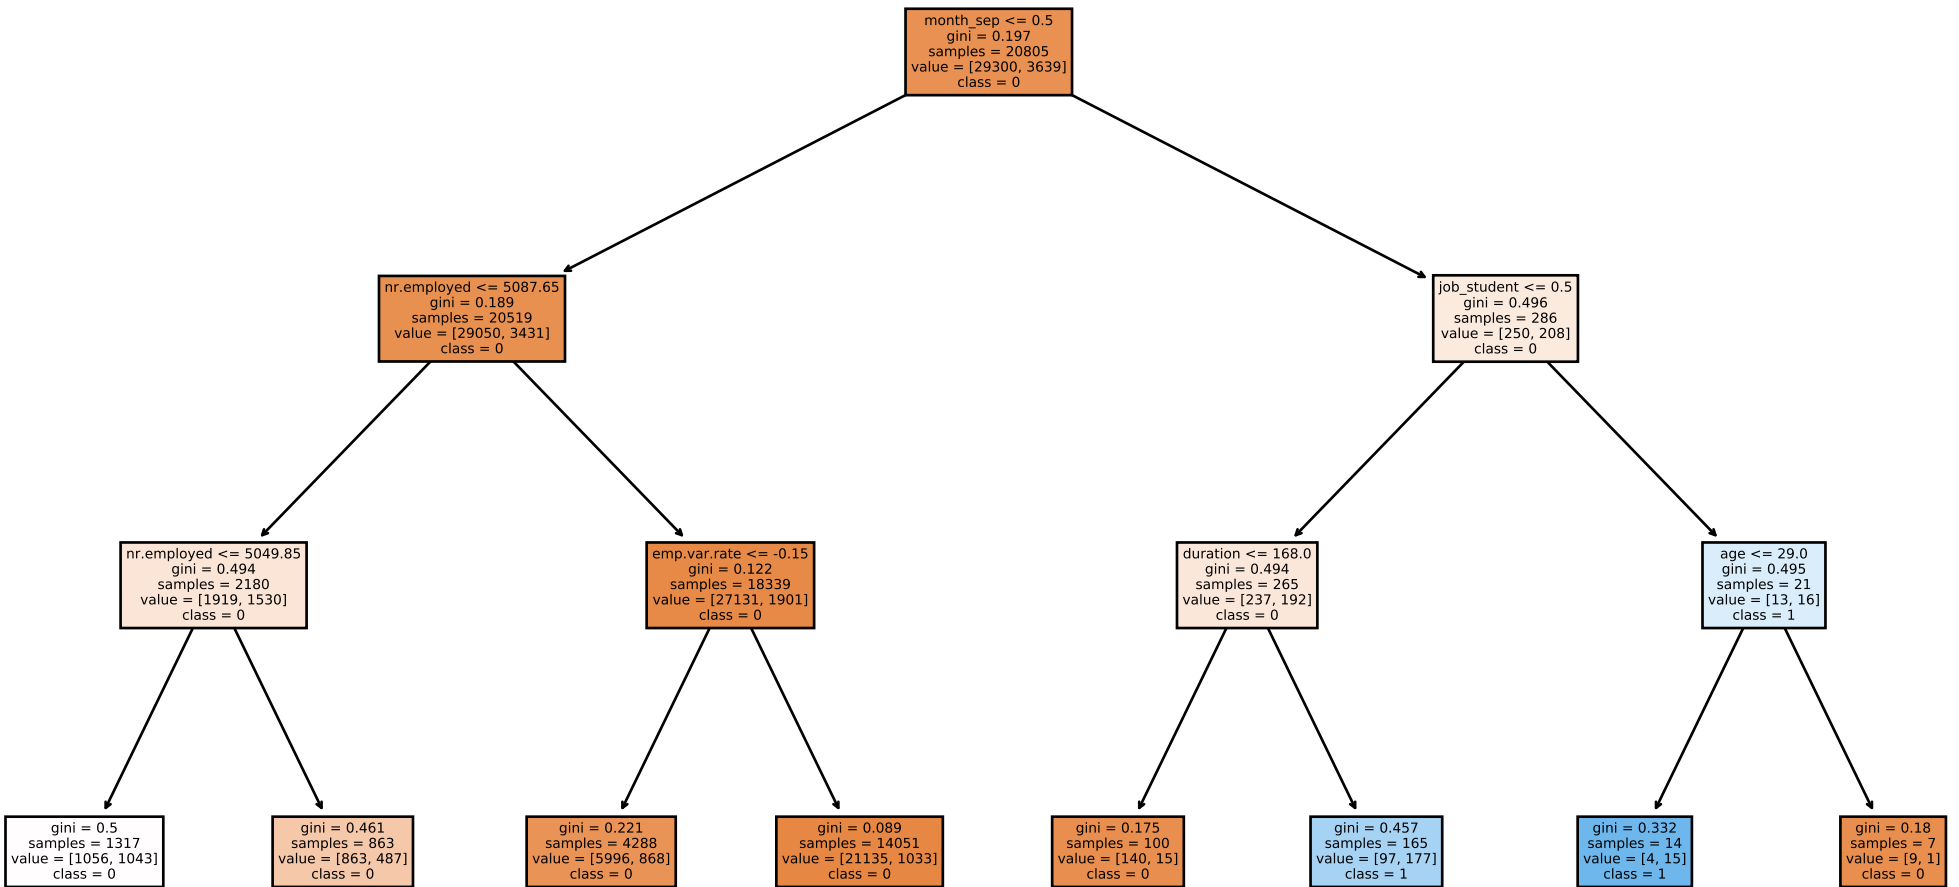 month_sep <= 0.5
gini = 0.197
samples = 20805
value = [29300, 3639]
class = 0
nr.employed <= 5087.65
gini = 0.189
samples = 20519
value = [29050, 3431]
class = 0
job_student <= 0.5
gini = 0.496
samples = 286
value = [250, 208]
class = 0
nr.employed <= 5049.85
gini = 0.494
samples = 2180
value = [1919, 1530]
class = 0
emp.var.rate <= -0.15
gini = 0.122
samples = 18339
value = [27131, 1901]
class = 0
duration <= 168.0
gini = 0.494
samples = 265
value = [237, 192]
class = 0
age <= 29.0
gini = 0.495
samples = 21
value = [13, 16]
class = 1
gini = 0.5
samples = 1317
value = [1056, 1043]
class = 0
gini = 0.461
samples = 863
value = [863, 487]
class = 0
gini = 0.221
samples = 4288
value = [5996, 868]
class = 0
gini = 0.089
samples = 14051
value = [21135, 1033]
class = 0
gini = 0.175
samples = 100
value = [140, 15]
class = 0
gini = 0.457
samples = 165
value = [97, 177]
class = 1
gini = 0.332
samples = 14
value = [4, 15]
class = 1
gini = 0.18
samples = 7
value = [9, 1]
class = 0